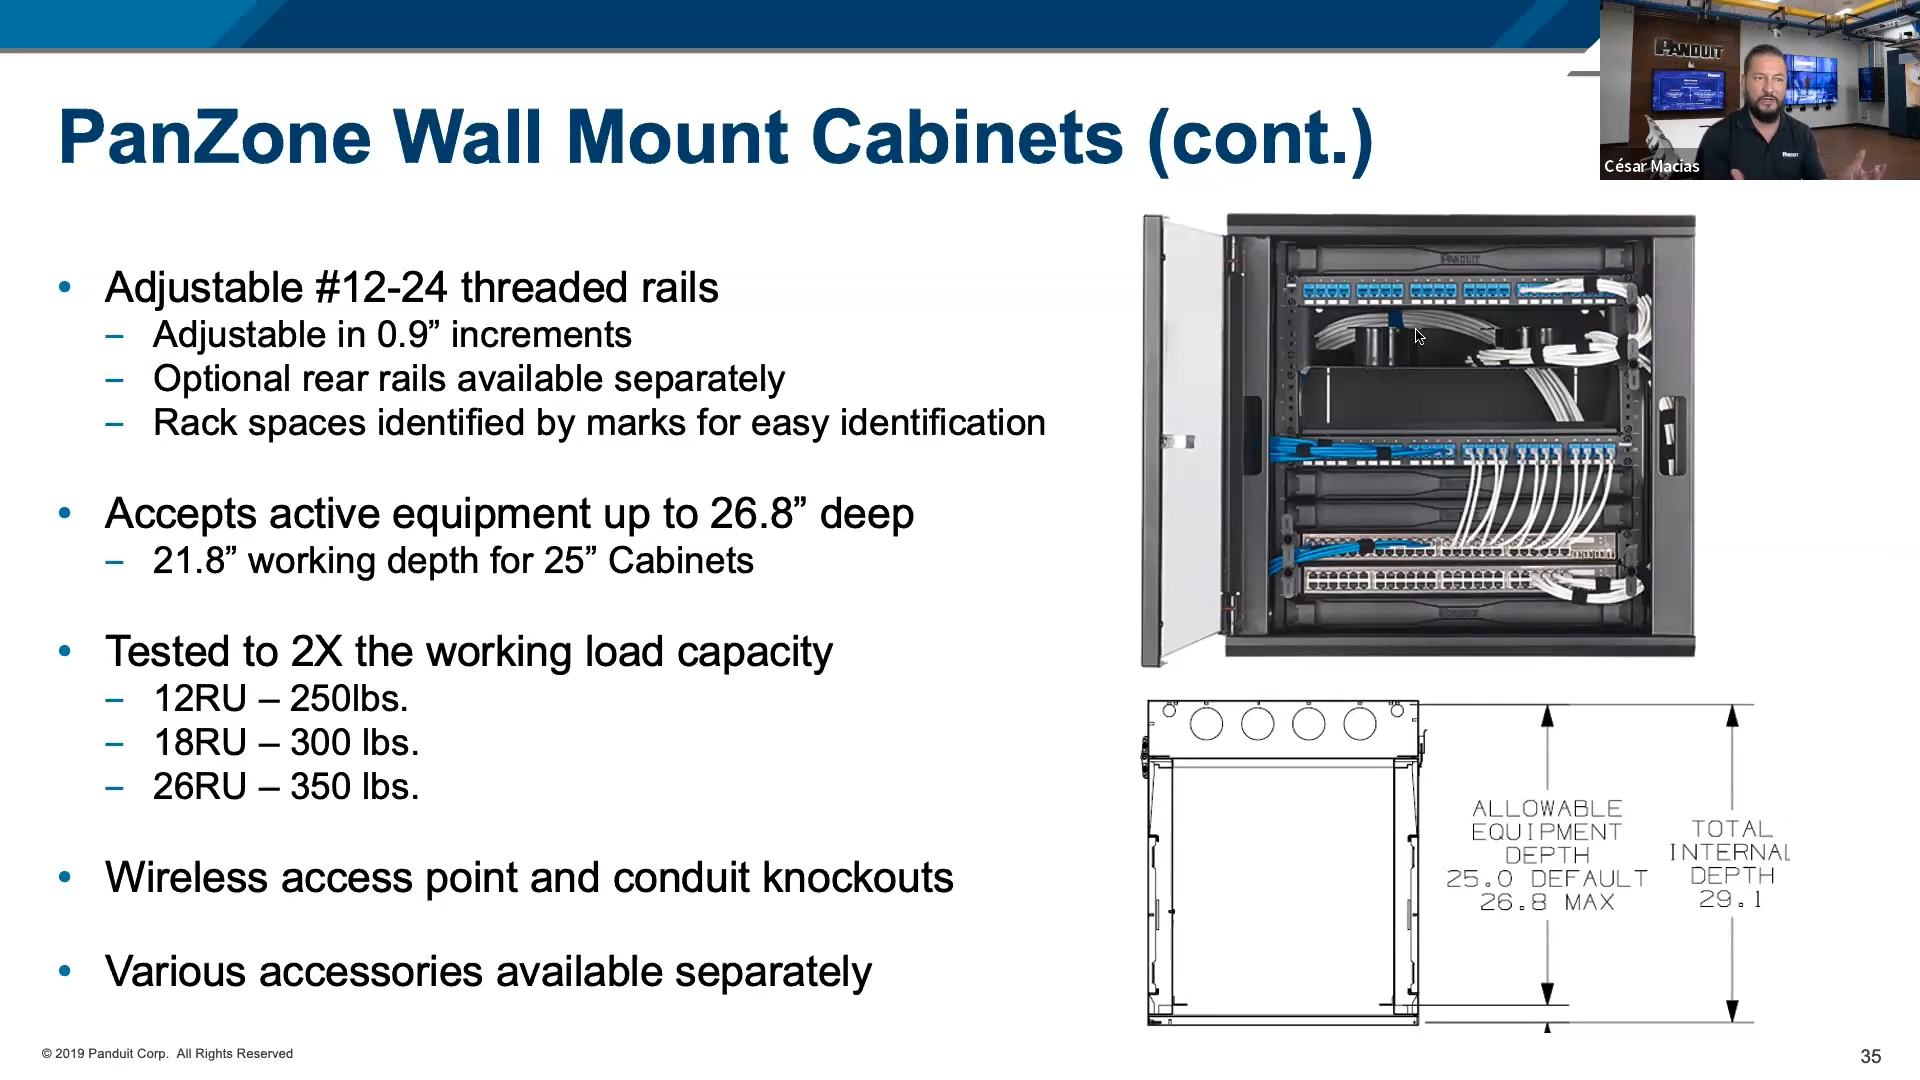 PANDUIT
César Macias
PanZone Wall Mount Cabinets (cont.)
• Adjustable #12-24 threaded rails
– Adjustable in 0.9” increments
– Optional rear rails available separately
– Rack spaces identified by marks for easy identification
• Accepts active equipment up to 26.8” deep
– 21.8” working depth for 25” Cabinets
• Tested to 2X the working load capacity
– 12RU – 250lbs.
– 18RU – 300 lbs.
– 26RU – 350 lbs.
• Wireless access point and conduit knockouts
• Various accessories available separately
PANDUIT
ALLOWABLE
EQUIPMENT
DEPTH
25.0 DEFAULT
26.8 MAX
TOTAL
INTERNAL
DEPTH
29.1
© 2019 Panduit Corp. All Rights Reserved
35